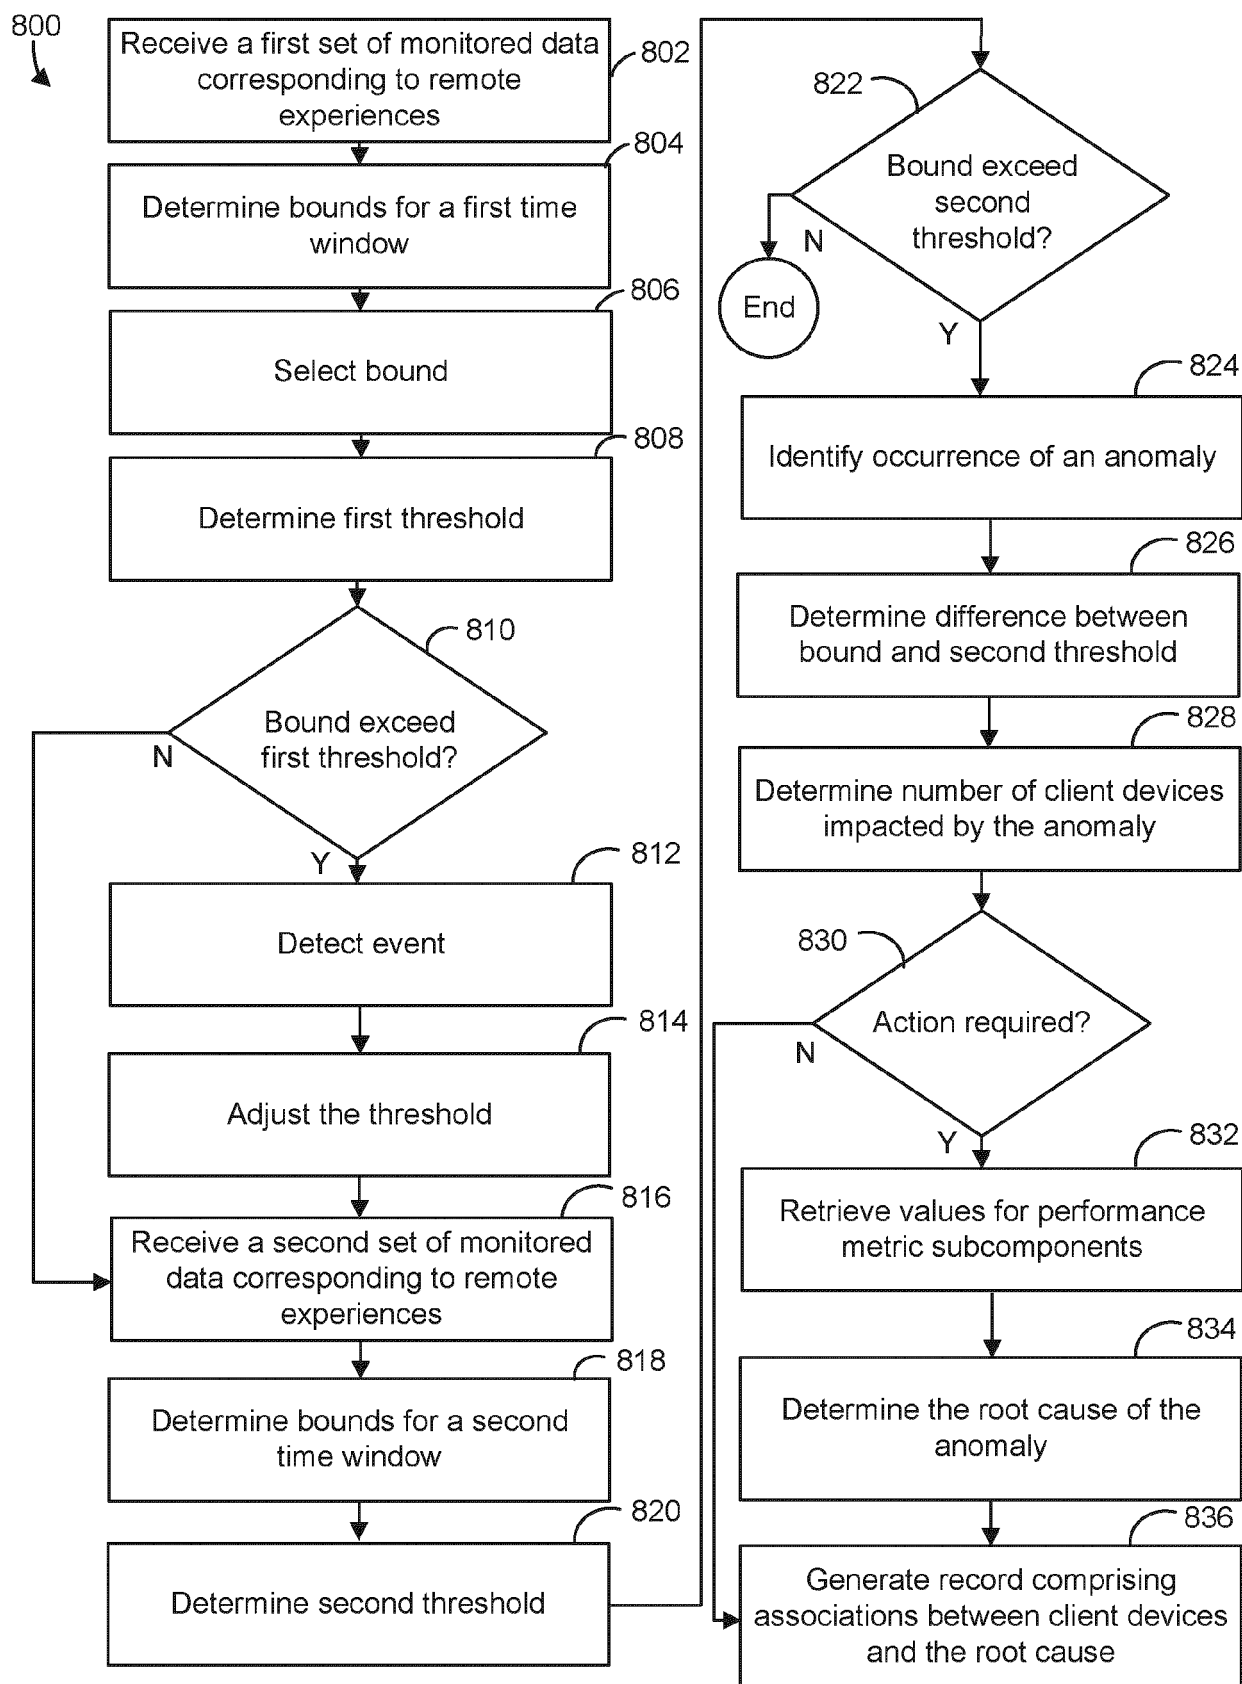 800
Receive a first set of monitored
data corresponding to remote
experiences
802
804
Determine bounds for a first time
window
806
Select bound
808
Determine first threshold
810
Bound exceed
first threshold?
N
Y
812
Detect event
814
Adjust the threshold
816
Receive a second set of monitored
data corresponding to remote
experiences
818
Determine bounds for a second
time window
820
Determine second threshold
822
Bound exceed
second
threshold?
N
End
Y
824
Identify occurrence of an anomaly
826
Determine difference between
bound and second threshold
828
Determine number of client devices
impacted by the anomaly
830
Action required?
N
Y
832
Retrieve values for performance
metric subcomponents
834
Determine the root cause of the
anomaly
836
Generate record comprising
associations between client devices
and the root cause